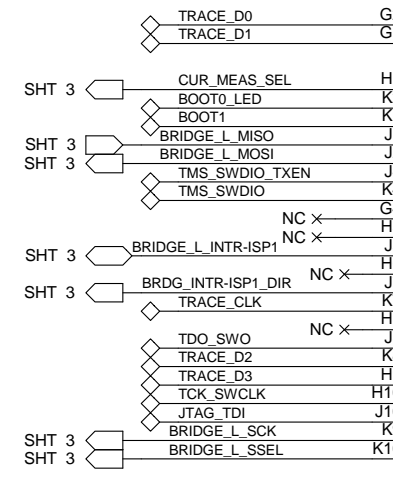 TRACE_D0 G
TRACE_D1 G
SHT 3 CUR_MEAS_SEL H
BOOT0_LED K
BOOT1 K
SHT 3 BRIDGE_L_MISO J
SHT 3 BRIDGE_L_MOSI J
TMS_SWDIO_TXEN J
TMS_SWDIO K
NC G
NC H
SHT 3 BRIDGE_L_INTR-ISP1 J
NC H
SHT 3 BRDG_INTR-ISP1_DIR J
TRACE_CLK K
NC H
TDO_SWO J
TRACE_D2 K
TRACE_D3 H
TCK_SWCLK H1
JTAG_TDI J1
SHT 3 BRIDGE_L_SCK K
SHT 3 BRIDGE_L_SSEL K1